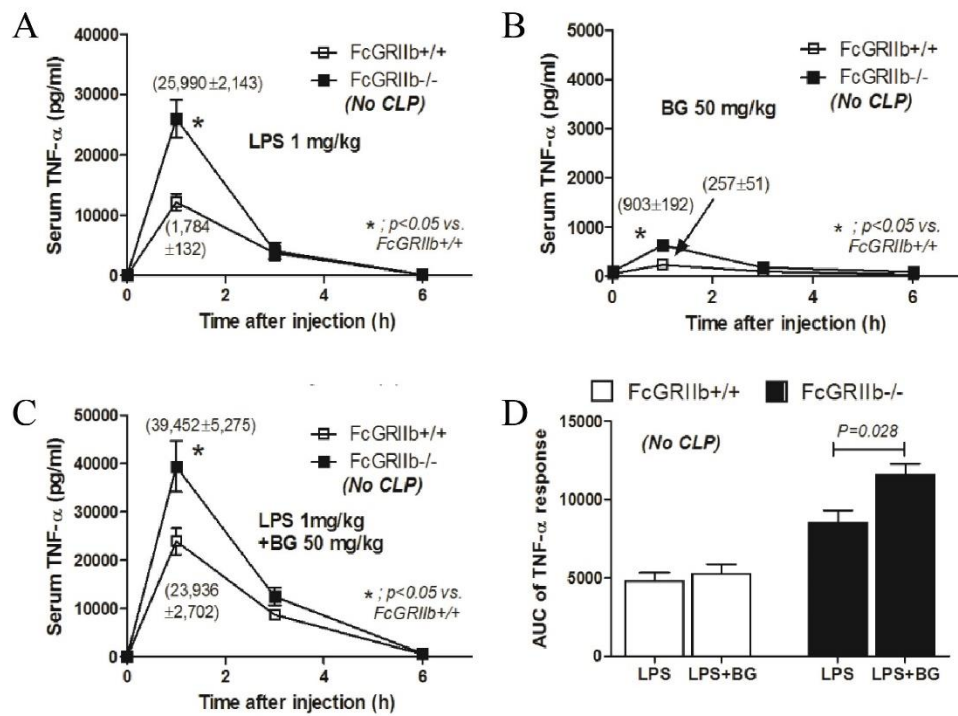 A
Serum TNF-α (pg/ml)
40000
30000
20000
10000
0
0
2
4
6
Time after injection (h)
FcGRIIb+/+
FcGRIIb-/-
(No CLP)
(25,990±2,143)
*
LPS 1 mg/kg
(1,784
±132)
* ; p<0.05 vs.
FcGRIIb+/+
B
Serum TNF-α (pg/ml)
5000
4000
3000
2000
1000
0
0
2
4
6
Time after injection (h)
FcGRIIb+/+
FcGRIIb-/-
(No CLP)
BG 50 mg/kg
(903±192)
(257±51)
*
* ; p<0.05 vs.
FcGRIIb+/+
C
Serum TNF-α (pg/ml)
50000
40000
30000
20000
10000
0
0
2
4
6
Time after injection (h)
(39,452±5,275)
*
FcGRIIb+/+
FcGRIIb-/-
(No CLP)
LPS 1mg/kg
+BG 50 mg/kg
(23,936
±2,702)
* ; p<0.05 vs.
FcGRIIb+/+
D
FcGRIIb+/+
FcGRIIb-/-
AUC of TNF-α response
15000
10000
5000
0
(No CLP)
P=0.028
LPS
LPS+BG
LPS
LPS+BG